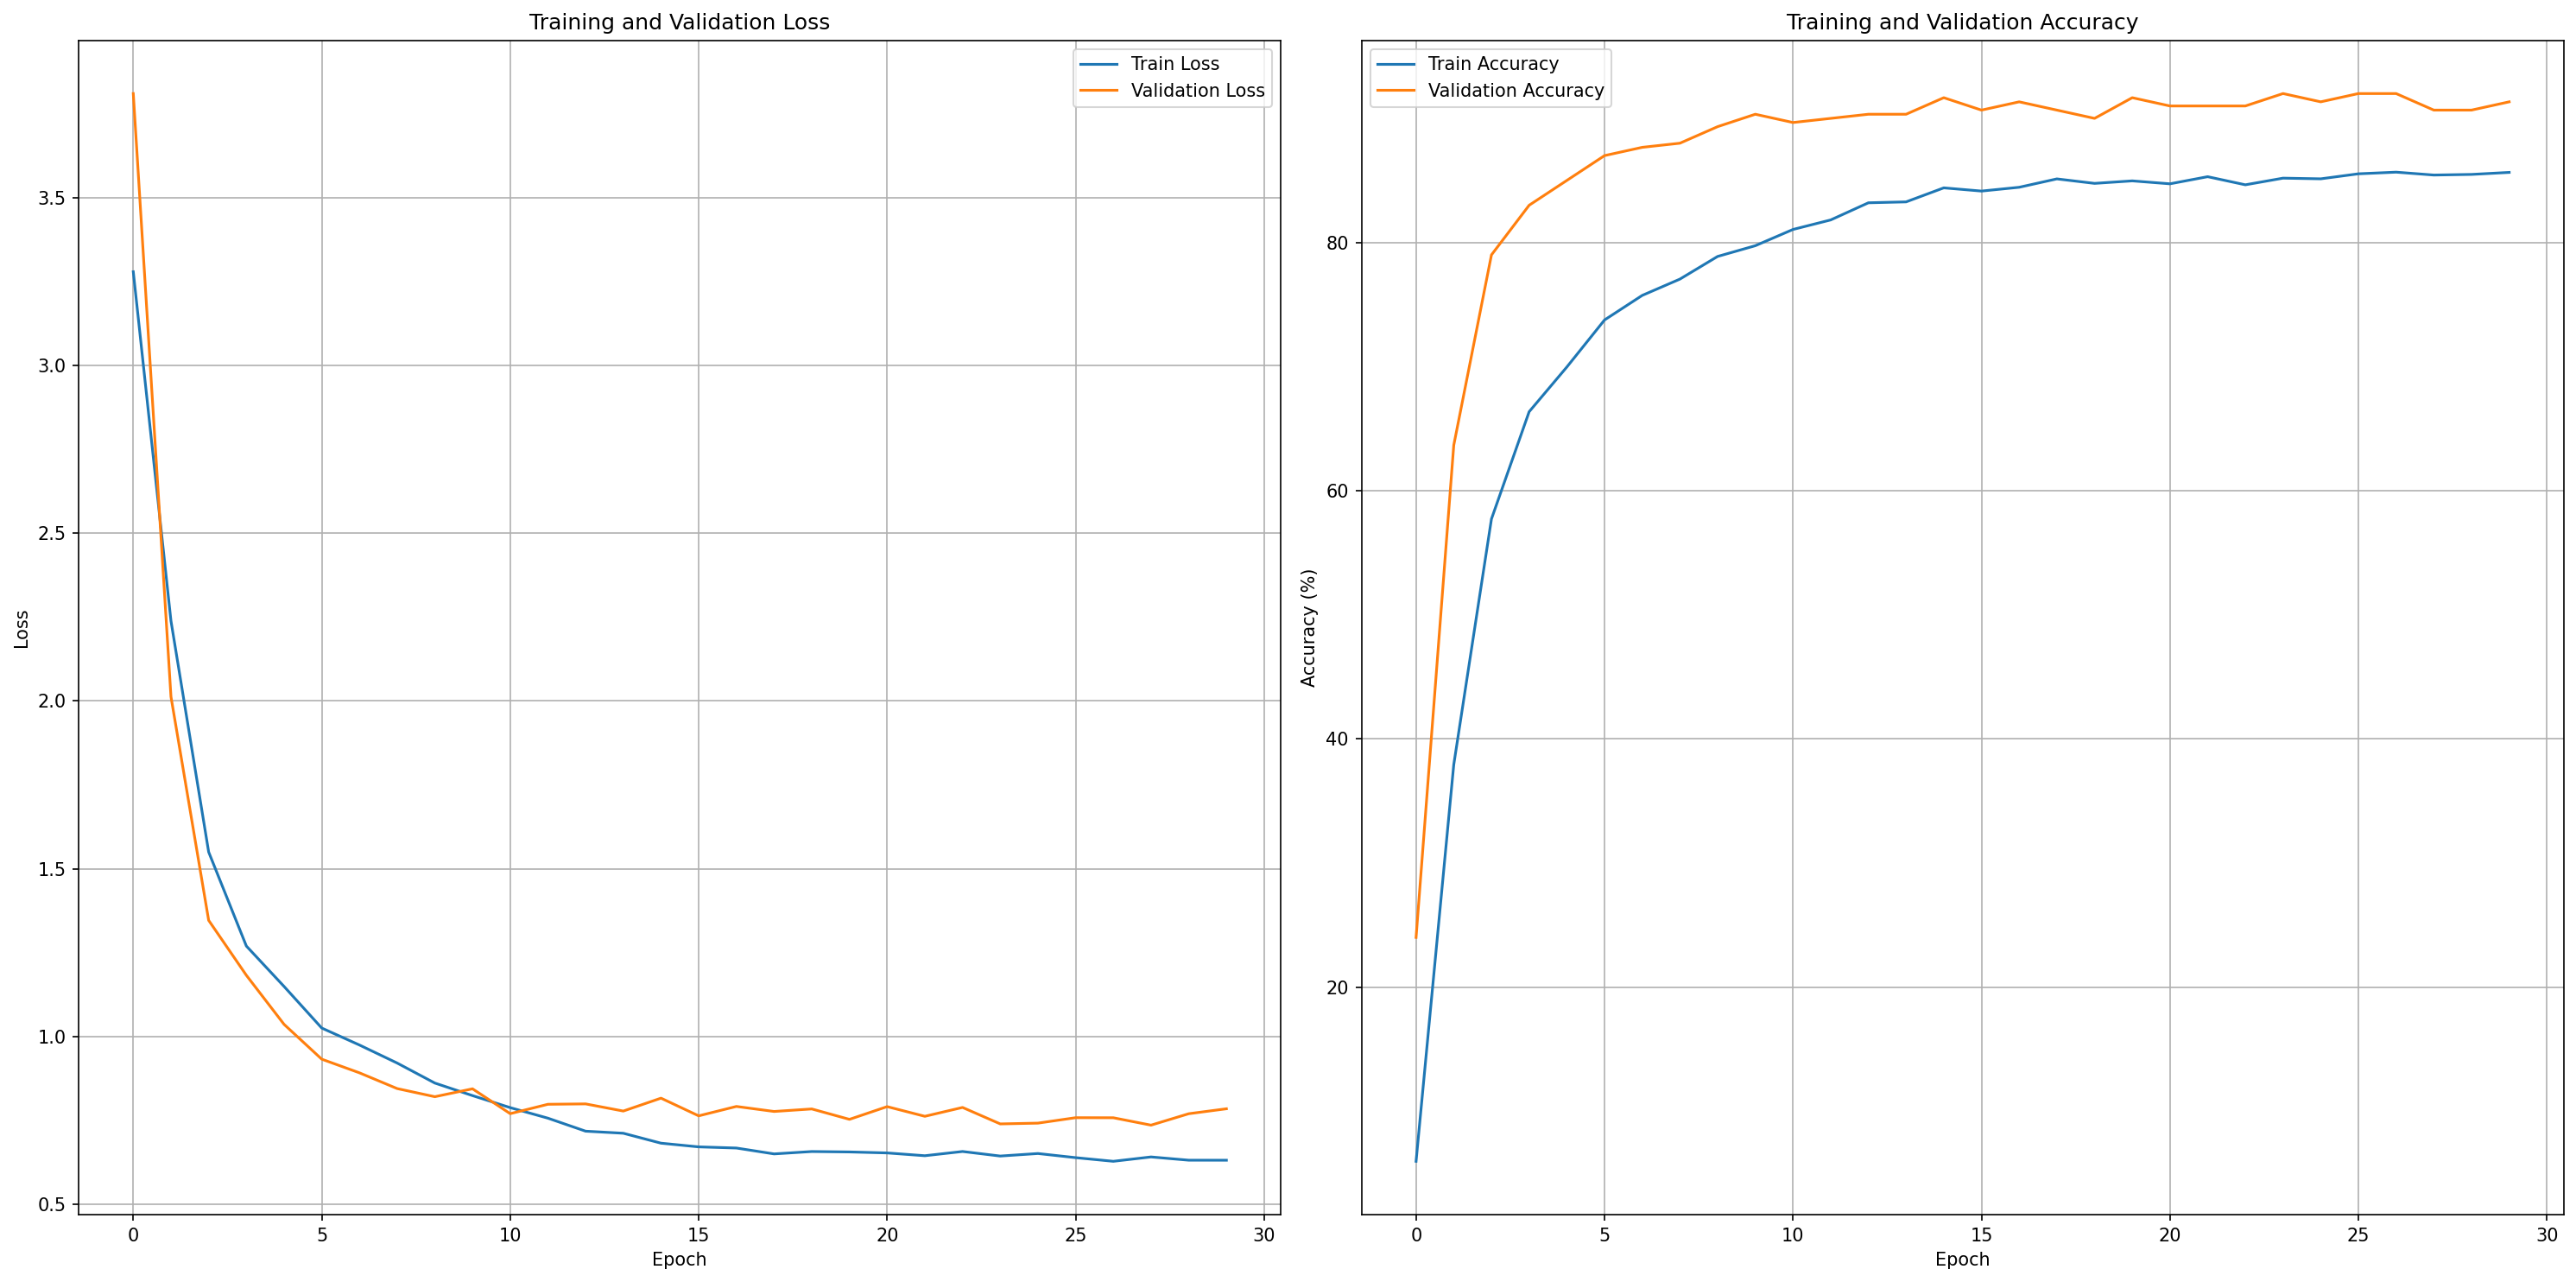 Training and Validation Loss
Train Loss
Validation Loss
3.5
3.0
2.5
2.0
1.5
1.0
0.5
Loss
0 5 10 15 20 25 30
Epoch
Training and Validation Accuracy
Train Accuracy
Validation Accuracy
80
60
40
20
Accuracy (%)
0 5 10 15 20 25 30
Epoch